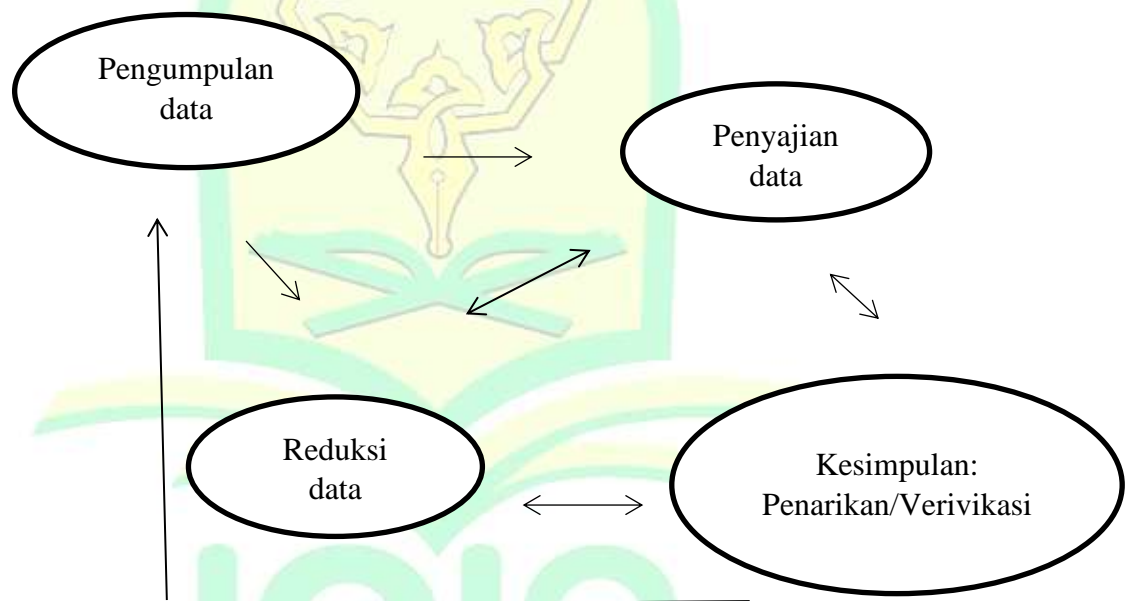 Pengumpulan
data
Penyajian
data
Reduksi
data
Kesimpulan:
Penarikan/Verivikasi